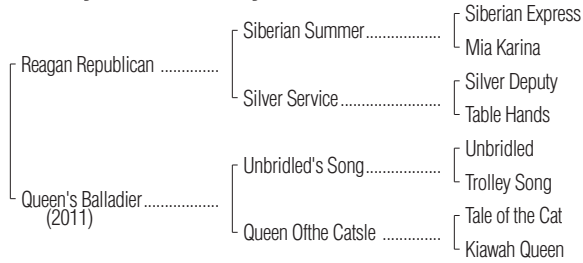 Siberian Express
Siberian Summer..................
Mia Karina
Reagan Republican ..............
Silver Deputy
Silver Service........................
Table Hands
Unbridled
Unbridled's Song..................
Trolley Song
Queen's Balladier..................
(2011)
Tale of the Cat
Queen Ofthe Catsle ..............
Kiawah Queen